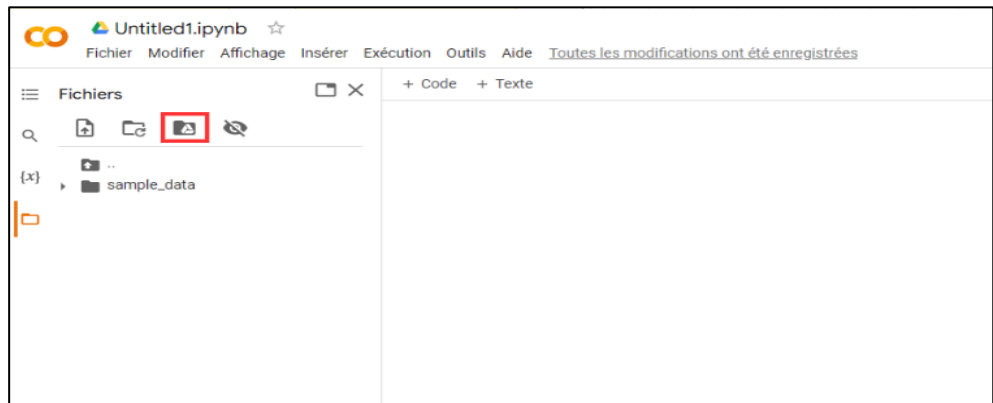 CO Untitled1.ipynb
Fichier Modifier Affichage Insérer Exécution Outils Aide Toutes les modifications ont été enregistrées
Fichiers
+ Code + Texte
{x}
..
sample_data